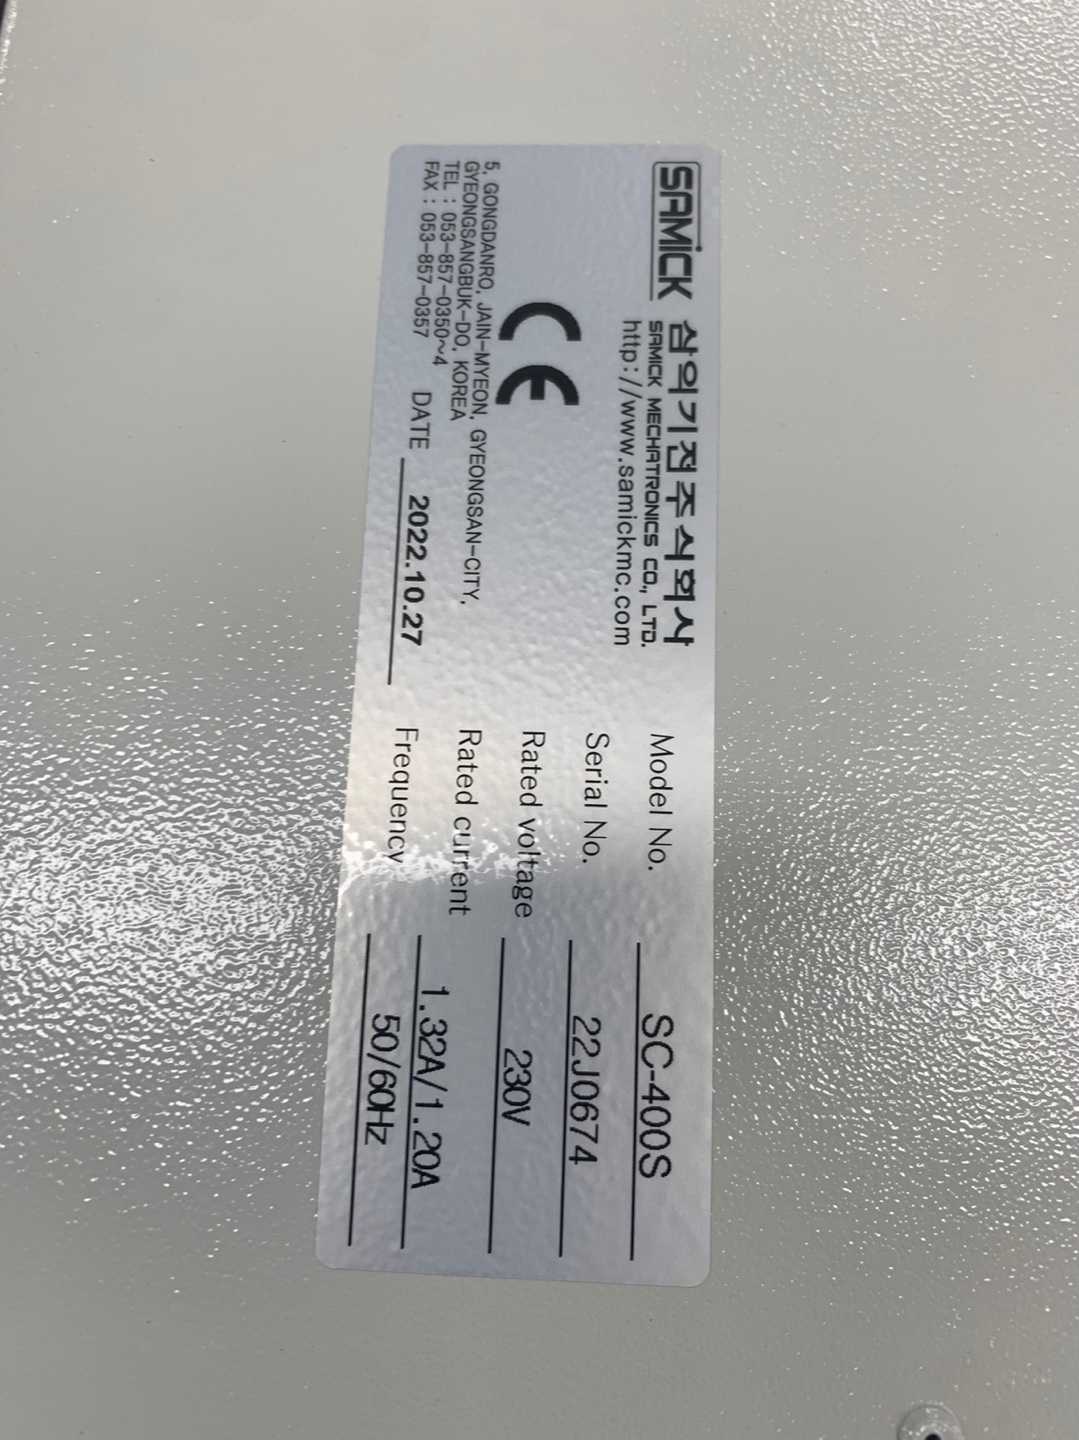 SAMICK 삼익기전주식회사
SAMICK MECHATRONICS CO., LTD.
http://www.samickmc.com
CE
5, GONGDANRO, JAIN-MYEON, GYEONGSAN-CITY,
GYEONGSANGBUK-DO, KOREA
TEL : 053-857-0350~4
FAX : 053-857-0357
DATE 2022.10.27
Model No. SC-400S
Serial No. 22J0674
Rated voltage 230V
Rated current 1.32A/1.20A
Frequency 50/60Hz